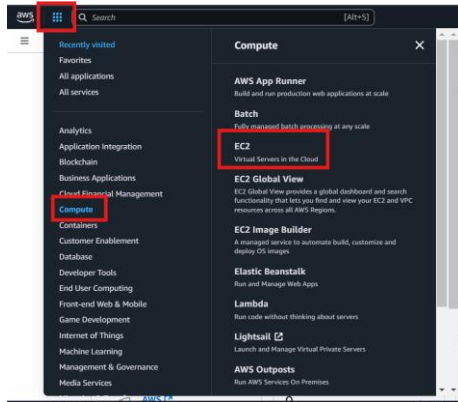 aws
Search
[Alt+S]
Recently visited
Favorites
All applications
All services
Analytics
Application Integration
Blockchain
Business Applications
Cloud Financial Management
Compute
Containers
Customer Enablement
Database
Developer Tools
End User Computing
Front-end Web & Mobile
Game Development
Internet of Things
Machine Learning
Management & Governance
Media Services
Compute
AWS App Runner
Build and run production web applications at scale
Batch
Fully managed batch processing at any scale
EC2
Virtual Servers in the Cloud
EC2 Global View
EC2 Global View provides a global dashboard and search
functionality that lets you find and view your EC2 and VPC
resources across all AWS Regions.
EC2 Image Builder
A managed service to automate build, customize and
deploy OS images
Elastic Beanstalk
Run and Manage Web Apps
Lambda
Run code without thinking about servers
Lightsail
Launch and Manage Virtual Private Servers
AWS Outposts
Run AWS Services On Premises
AWS